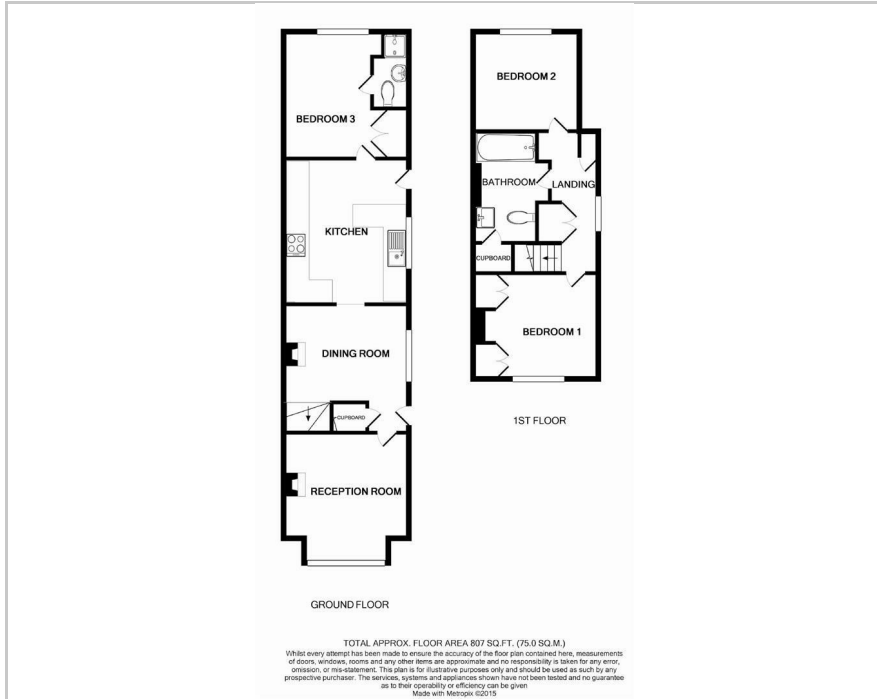 BEDROOM 3
KITCHEN
DINING ROOM
CUPBOARD
RECEPTION ROOM
GROUND FLOOR
BEDROOM 2
BATHROOM
LANDING
CUPBOARD
BEDROOM 1
1ST FLOOR
TOTAL APPROX. FLOOR AREA 807 SQ.FT. (75.0 SQ.M.)
Whilst every attempt has been made to ensure the accuracy of the floor plan contained here, measurements
of doors, windows, rooms and any other items are approximate and no responsibility is taken for any error,
omission, or mis-statement. This plan is for illustrative purposes only and should be used as such by any
prospective purchaser. The services, systems and appliances shown have not been tested and no guarantee
as to their operability or efficiency can be given
Made with Metropix ©2015